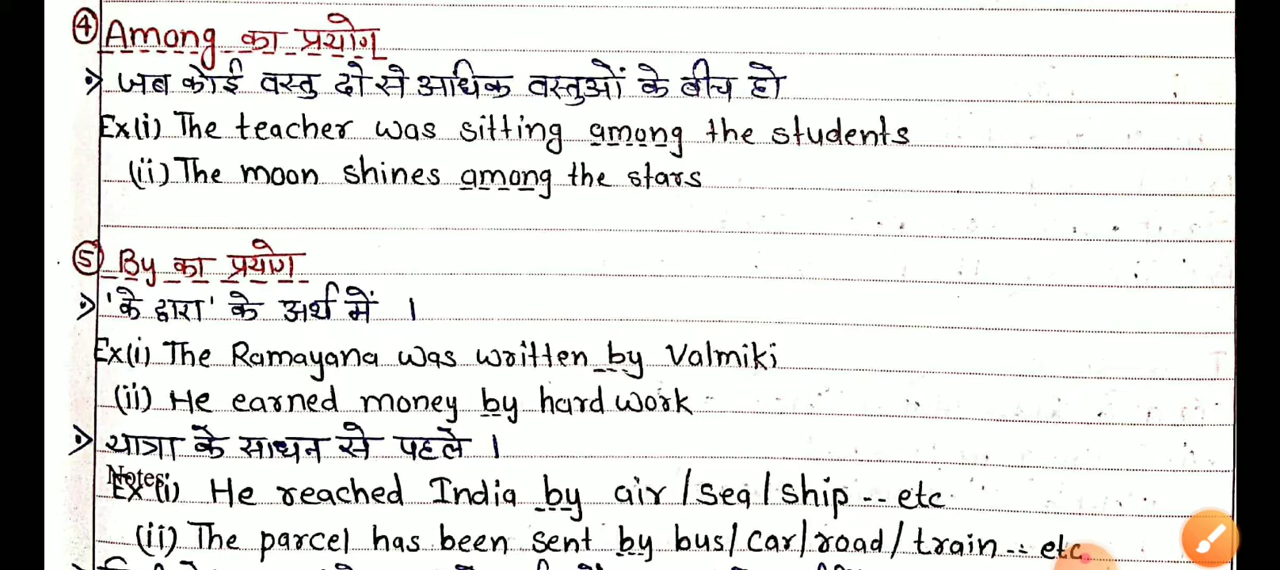 ④ Among का प्रयोग
जब कोई वस्तु दो से अधिक वस्तुओं के बीच हो
Ex(i) The teacher was sitting among the students
(ii) The moon shines among the stars
⑤ By का प्रयोग
'के द्वारा' के अर्थ में ।
Ex(i) The Ramayana was written by Valmiki
(ii) He earned money by hard work
यात्रा के साधन से पहले ।
Notes:
Ex(i) He reached India by air/sea/ship -- etc
(ii) The parcel has been sent by bus/car/road/train -- etc